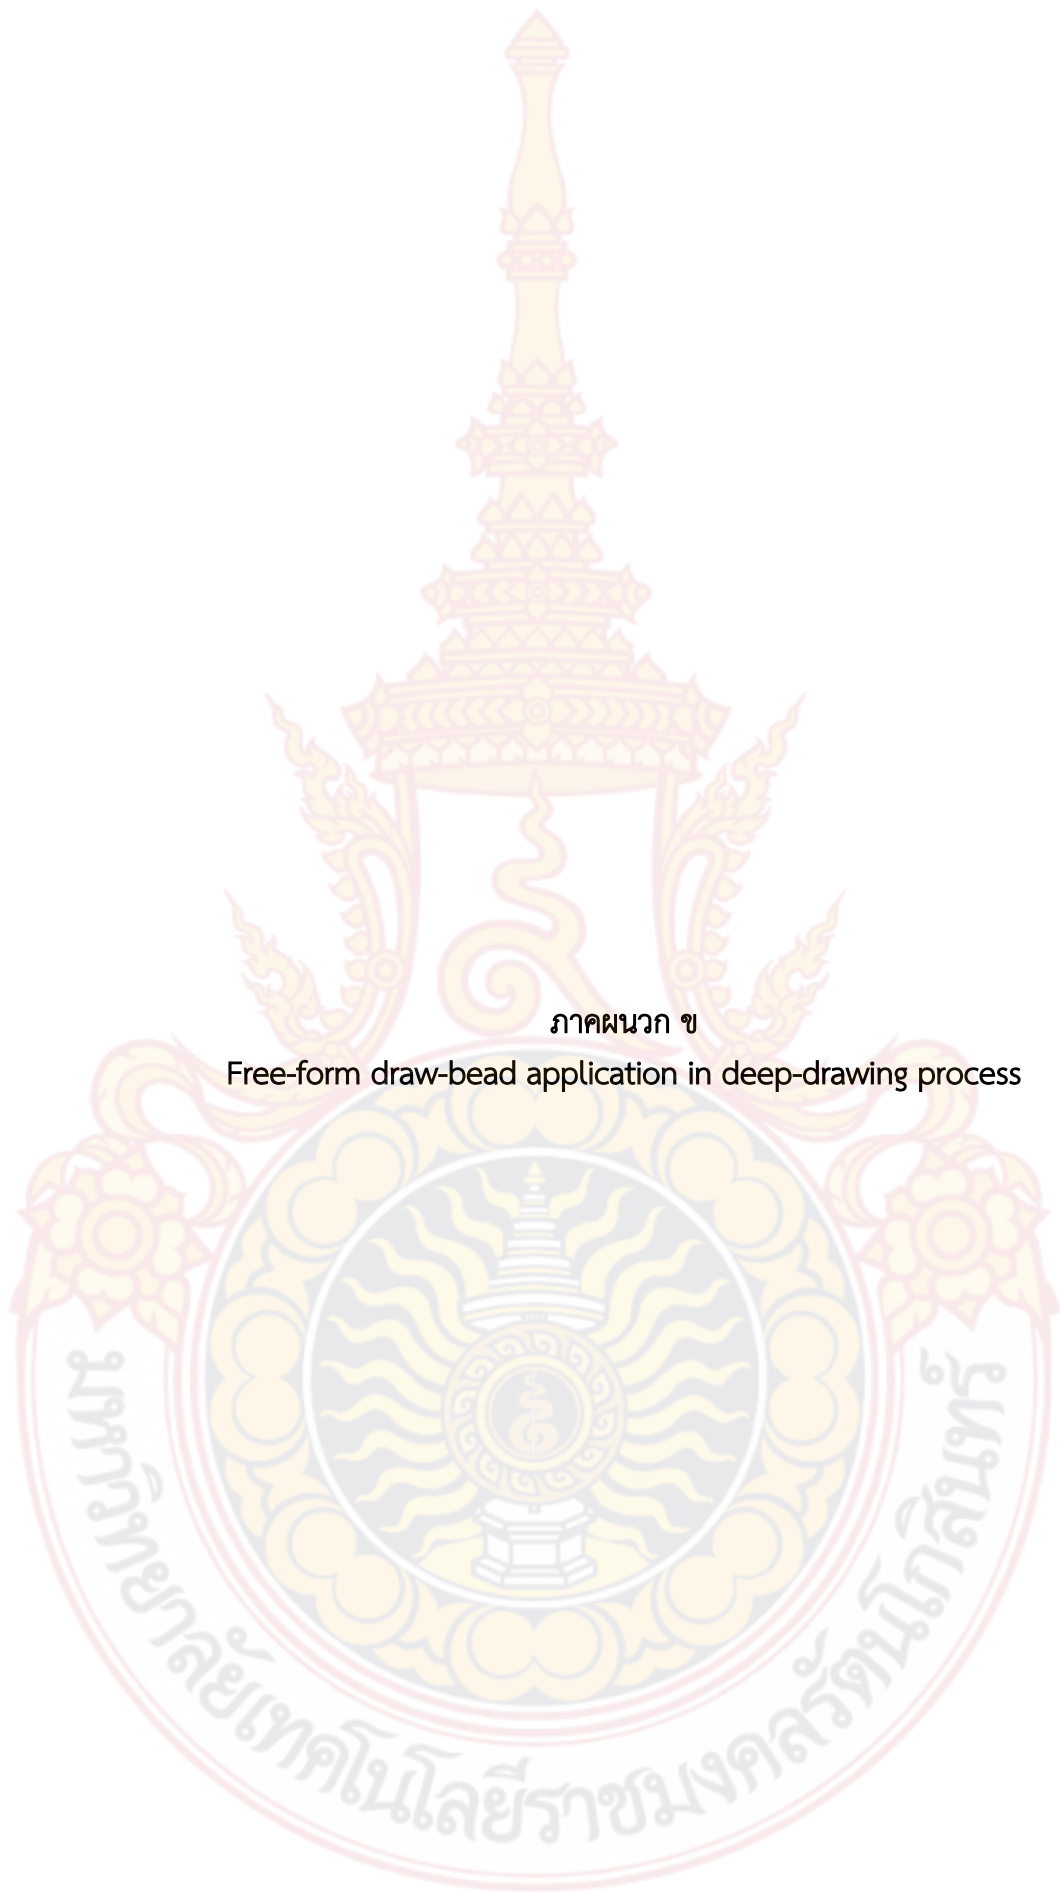 ภาคผนวก ข
Free-form draw-bead application in deep-drawing process
มหาวิทยาลัยเทคโนโลยีราชมงคลรัตนโกสินทร์